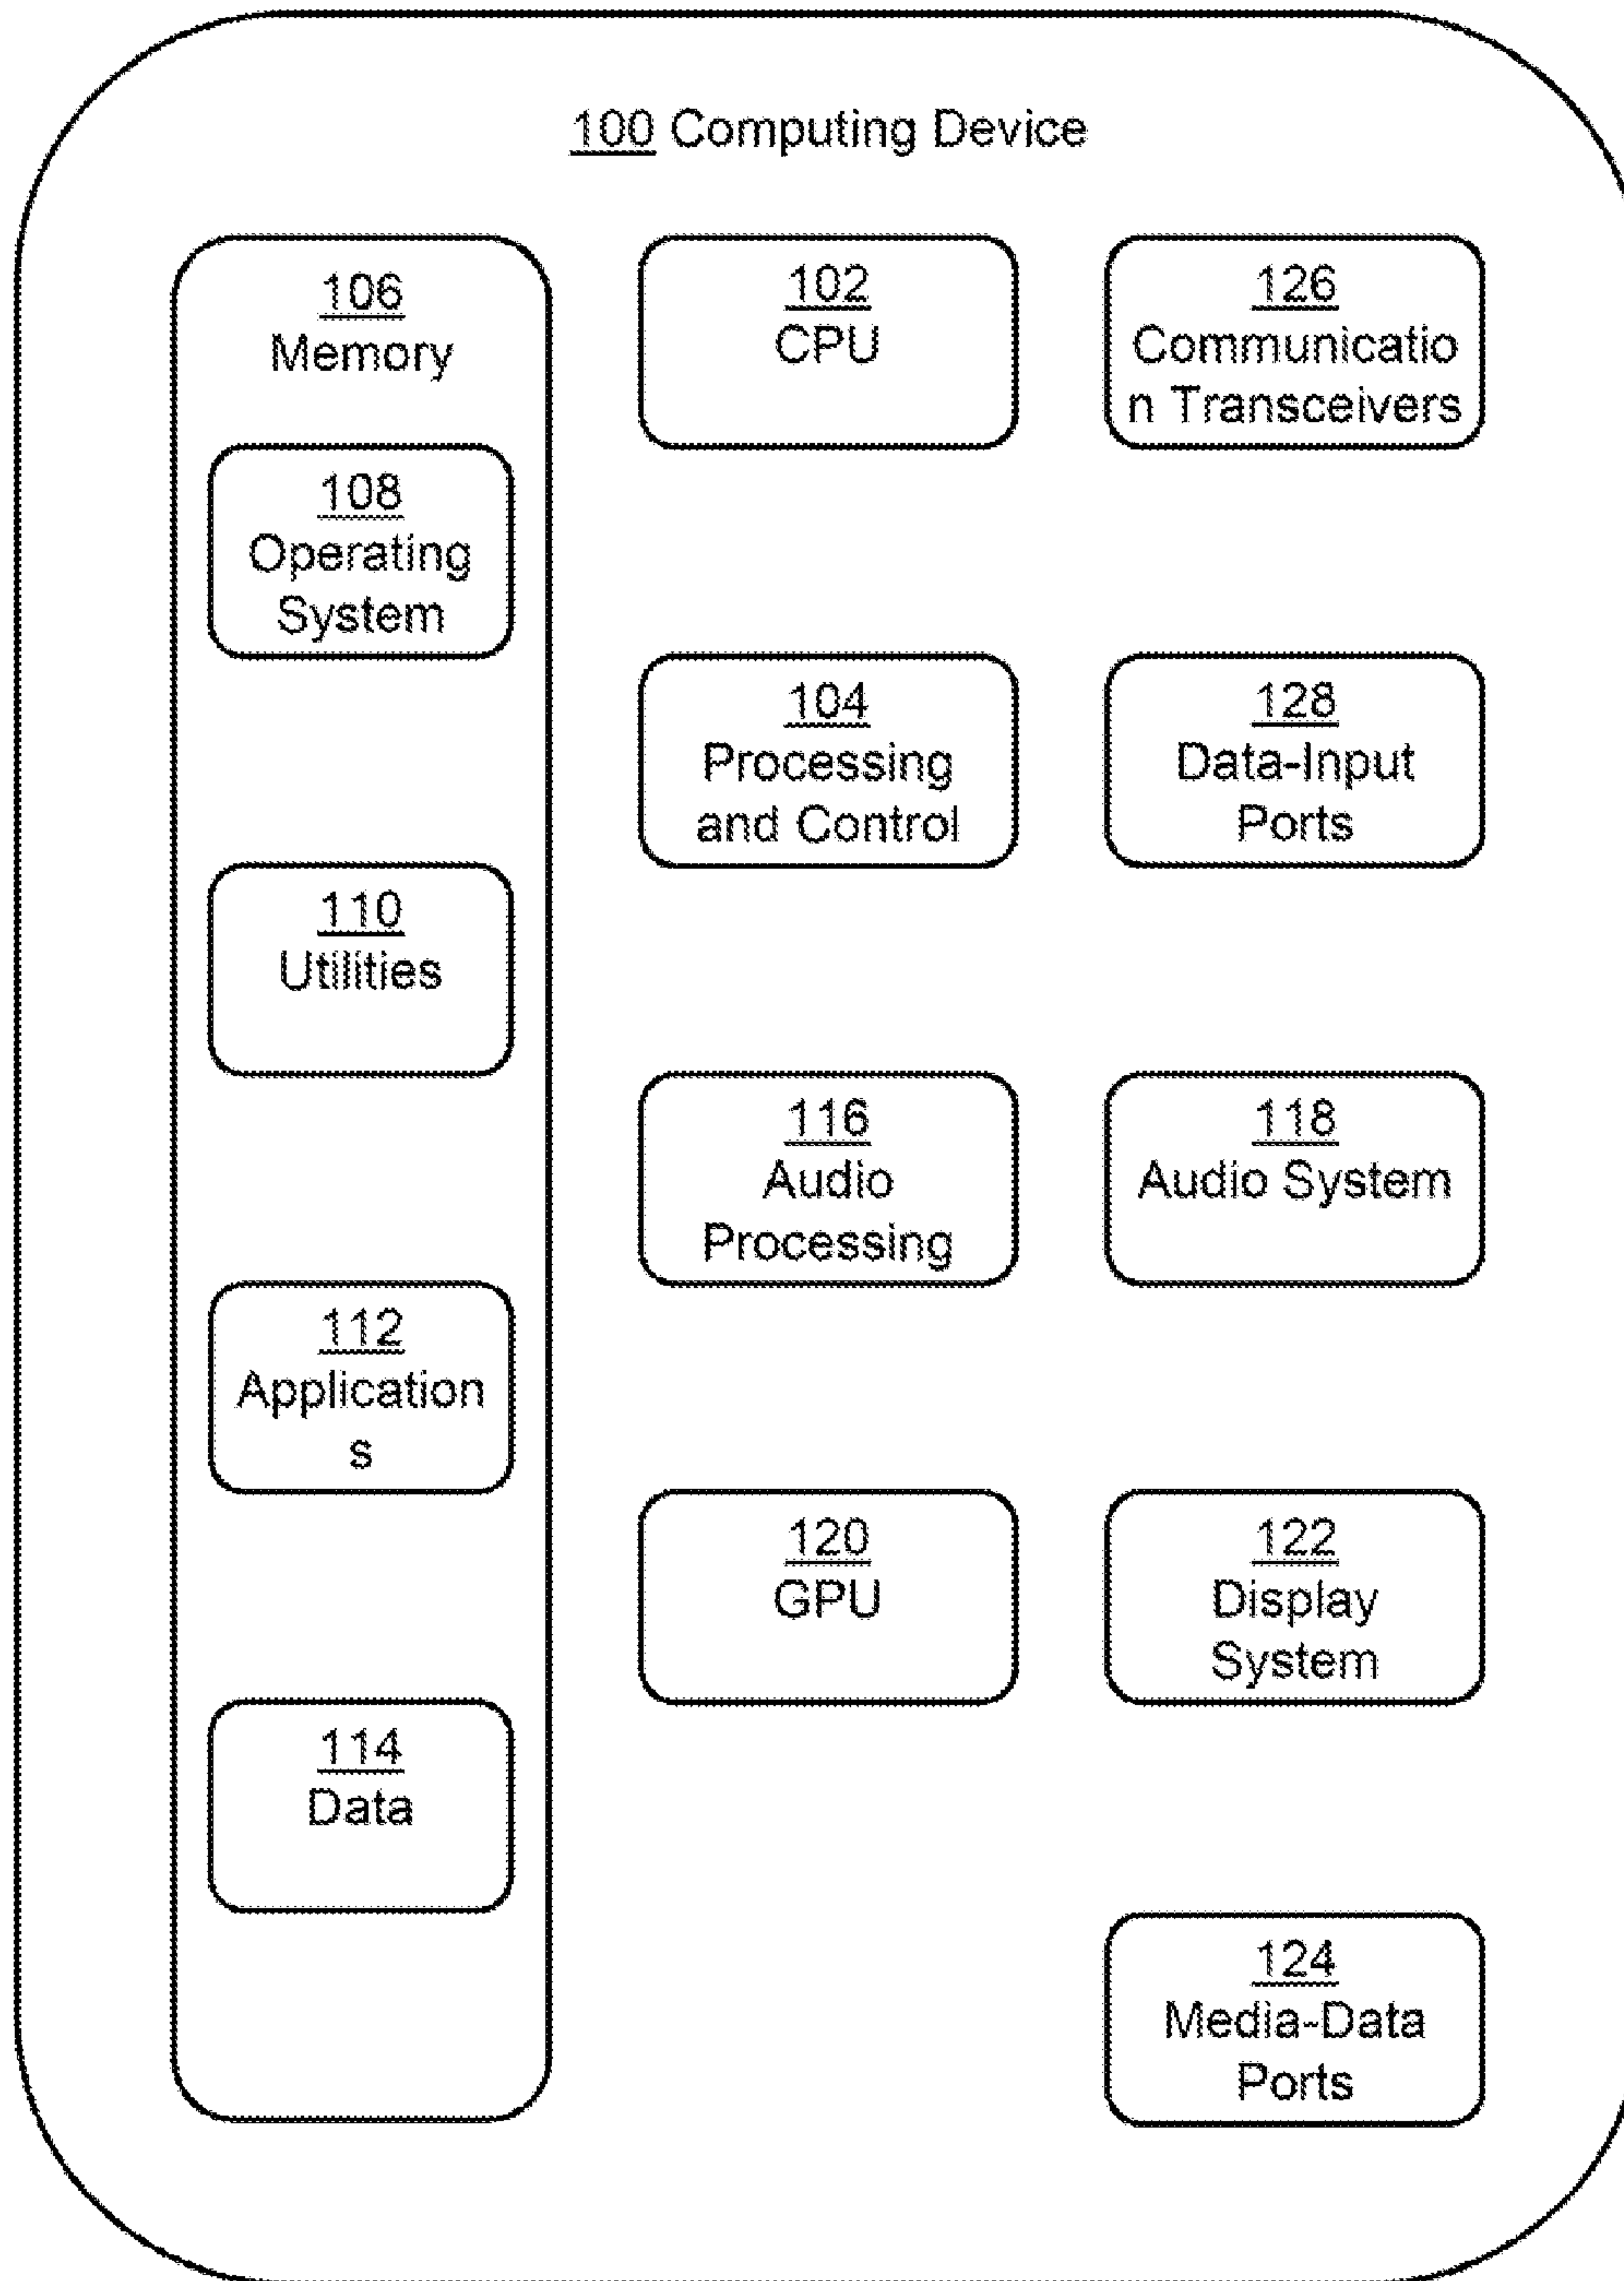 100 Computing Device
106
Memory
108
Operating
System
110
Utilities
112
Application
s
114
Data
102
CPU
104
Processing
and Control
116
Audio
Processing
120
GPU
126
Communicatio
n Transceivers
128
Data-Input
Ports
118
Audio System
122
Display
System
124
Media-Data
Ports